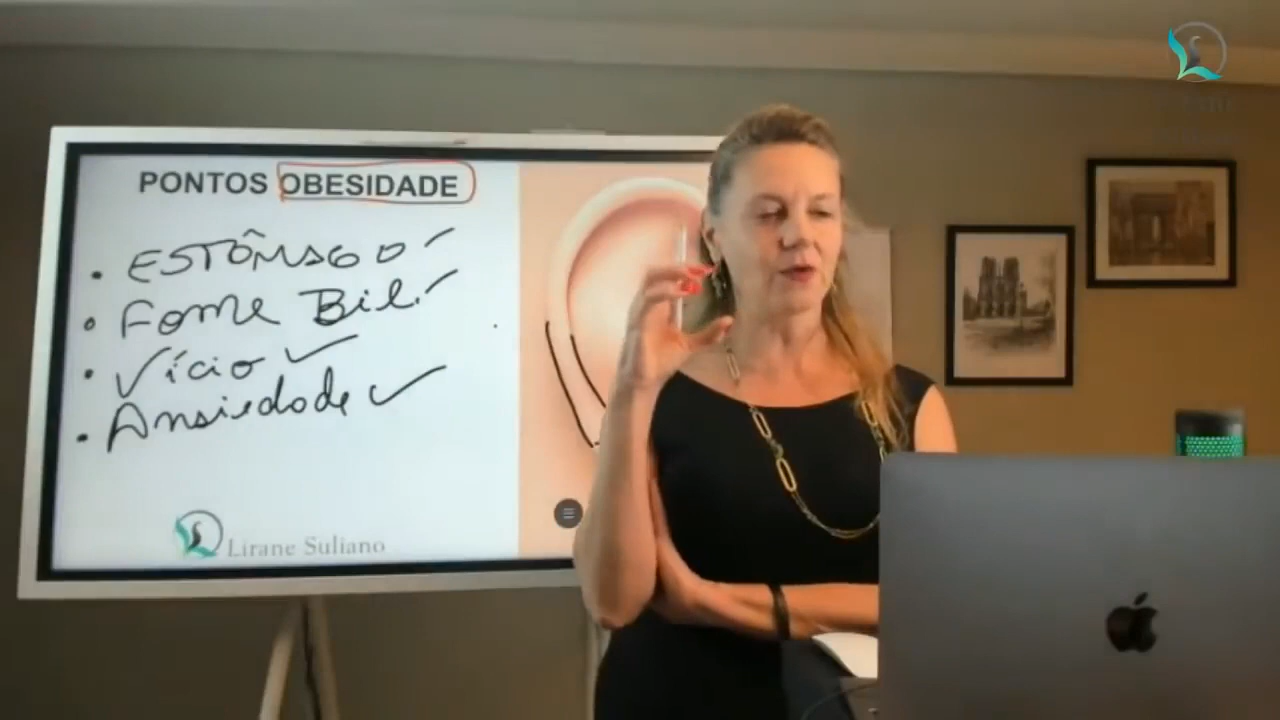 PONTOS OBESIDADE
• ESTÔMAGO
• Fome Bil.
• Vício
• Ansiedade
Lirane Suliano